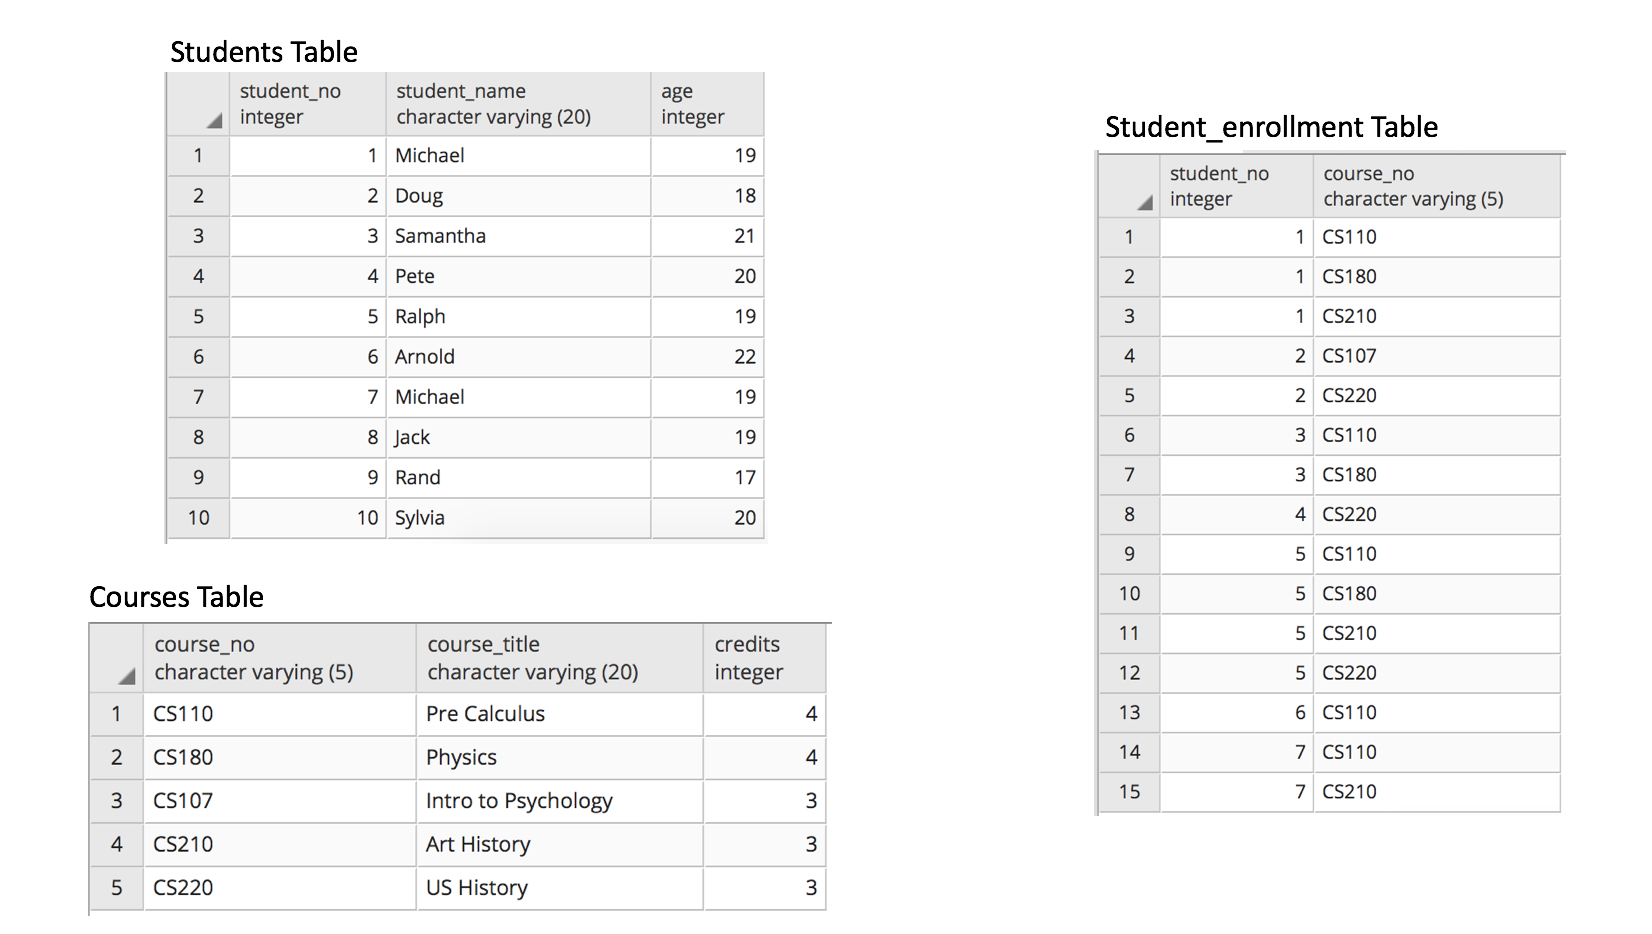 Students Table
student_no student_name age
integer character varying (20) integer
1 1 Michael 19
2 2 Doug 18
3 3 Samantha 21
4 4 Pete 20
5 5 Ralph 19
6 6 Arnold 22
7 7 Michael 19
8 8 Jack 19
9 9 Rand 17
10 10 Sylvia 20
Courses Table
course_no course_title credits
character varying (5) character varying (20) integer
1 CS110 Pre Calculus 4
2 CS180 Physics 4
3 CS107 Intro to Psychology 3
4 CS210 Art History 3
5 CS220 US History 3
Student_enrollment Table
student_no course_no
integer character varying (5)
1 1 CS110
2 1 CS180
3 1 CS210
4 2 CS107
5 2 CS220
6 3 CS110
7 3 CS180
8 4 CS220
9 5 CS110
10 5 CS180
11 5 CS210
12 5 CS220
13 6 CS110
14 7 CS110
15 7 CS210